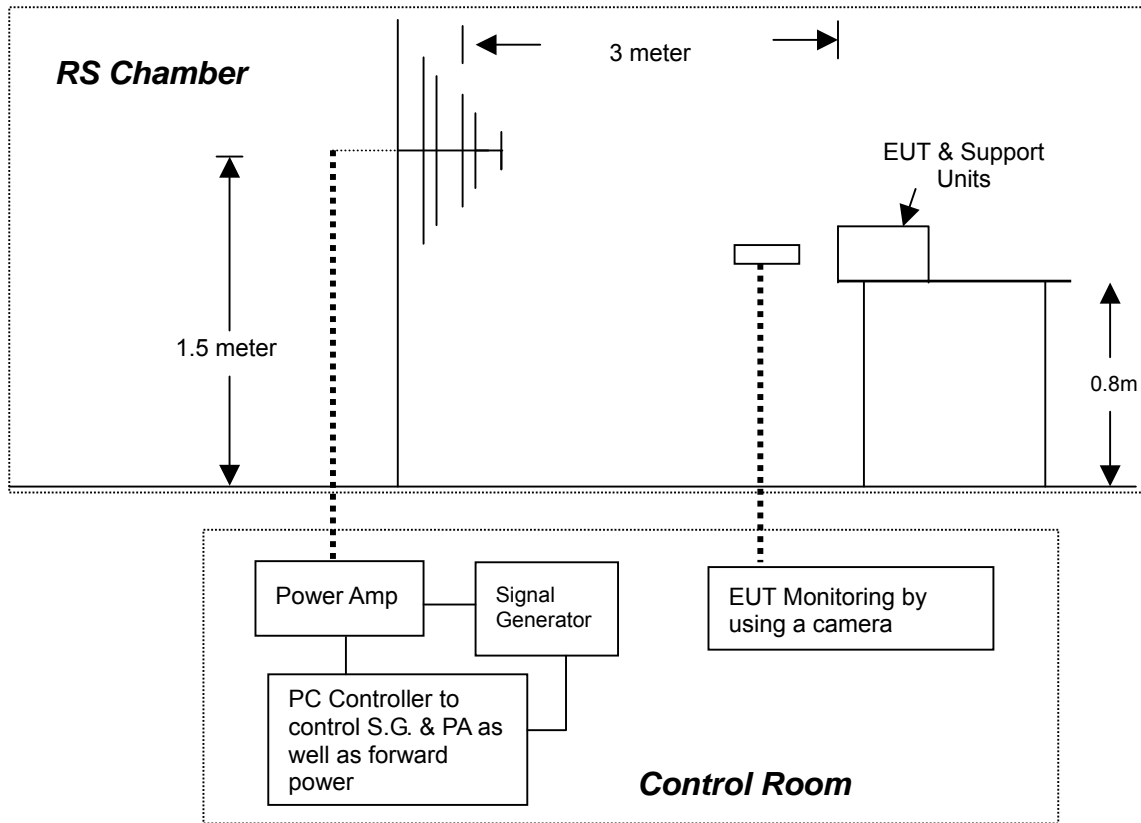 3 meter
RS Chamber
EUT & Support
Units
1.5 meter
0.8m
Power Amp
Signal
Generator
EUT Monitoring by
using a camera
PC Controller to
control S.G. & PA as
well as forward
power
Control Room